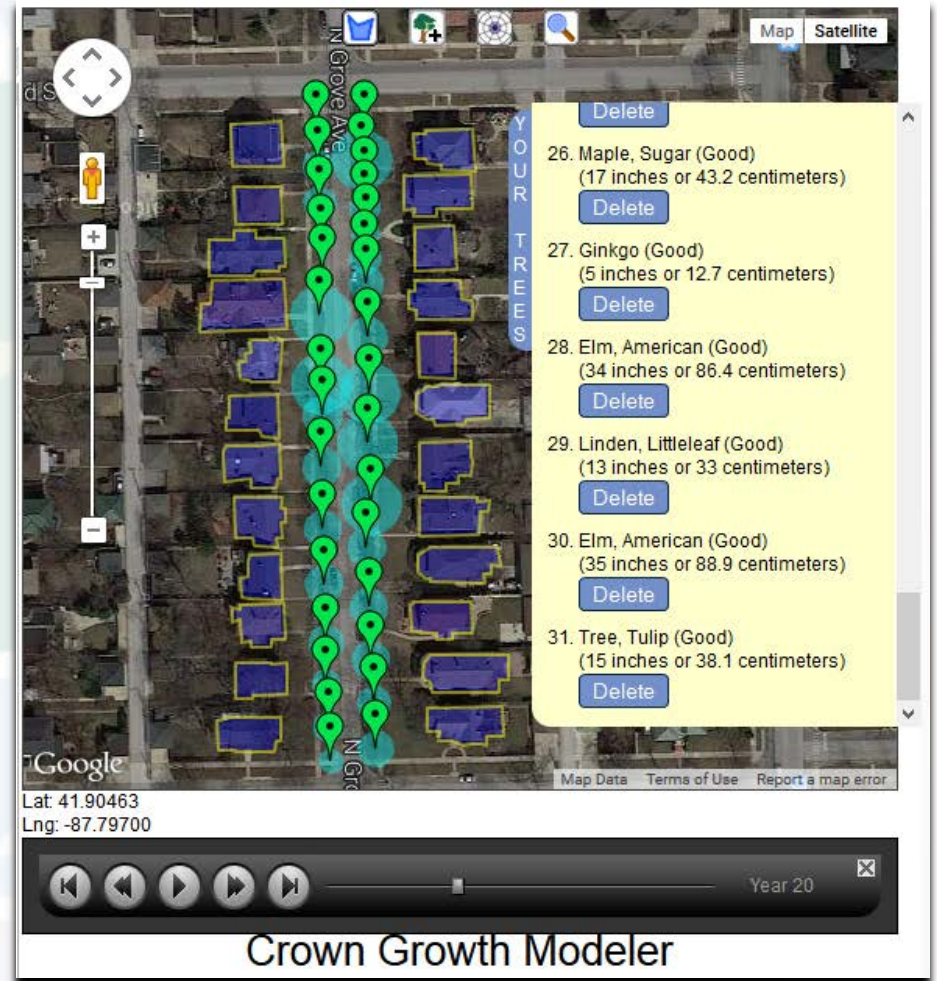 N Grove Ave
Map
Satellite
d S
YOUR TREES
Delete
26. Maple, Sugar (Good)
(17 inches or 43.2 centimeters)
Delete
27. Ginkgo (Good)
(5 inches or 12.7 centimeters)
Delete
28. Elm, American (Good)
(34 inches or 86.4 centimeters)
Delete
29. Linden, Littleleaf (Good)
(13 inches or 33 centimeters)
Delete
30. Elm, American (Good)
(35 inches or 88.9 centimeters)
Delete
31. Tree, Tulip (Good)
(15 inches or 38.1 centimeters)
Delete
N Gr
Google
Map Data
Terms of Use
Report a map error
Lat: 41.90463
Lng: -87.79700
Year 20
Crown Growth Modeler